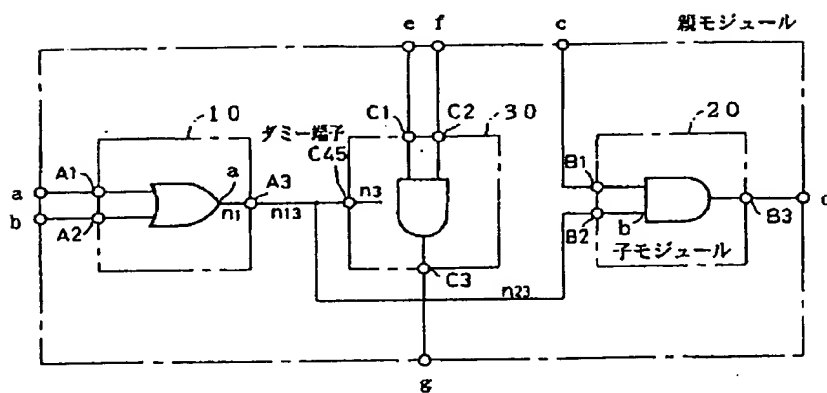 e f c 親モジュール
10 C1 C2 30 20
ダミー端子
C45
a A1 a A3 n3 B1
b A2 n1 n13 B2 b B3 d
子モジュール
C3
n23
g